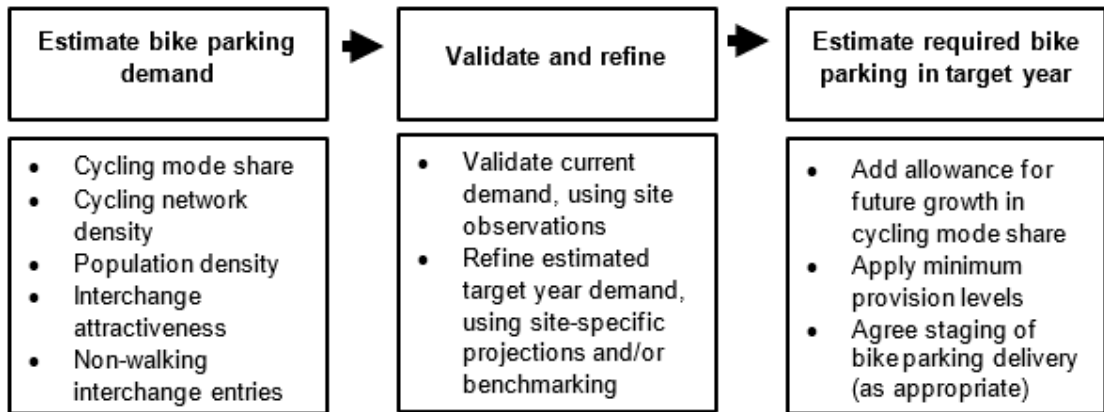 Estimate bike parking
demand
Validate and refine
Estimate required bike
parking in target year
• Cycling mode share
• Cycling network
density
• Population density
• Interchange
attractiveness
• Non-walking
interchange entries
• Validate current
demand, using site
observations
• Refine estimated
target year demand,
using site-specific
projections and/or
benchmarking
• Add allowance for
future growth in
cycling mode share
• Apply minimum
provision levels
• Agree staging of
bike parking delivery
(as appropriate)